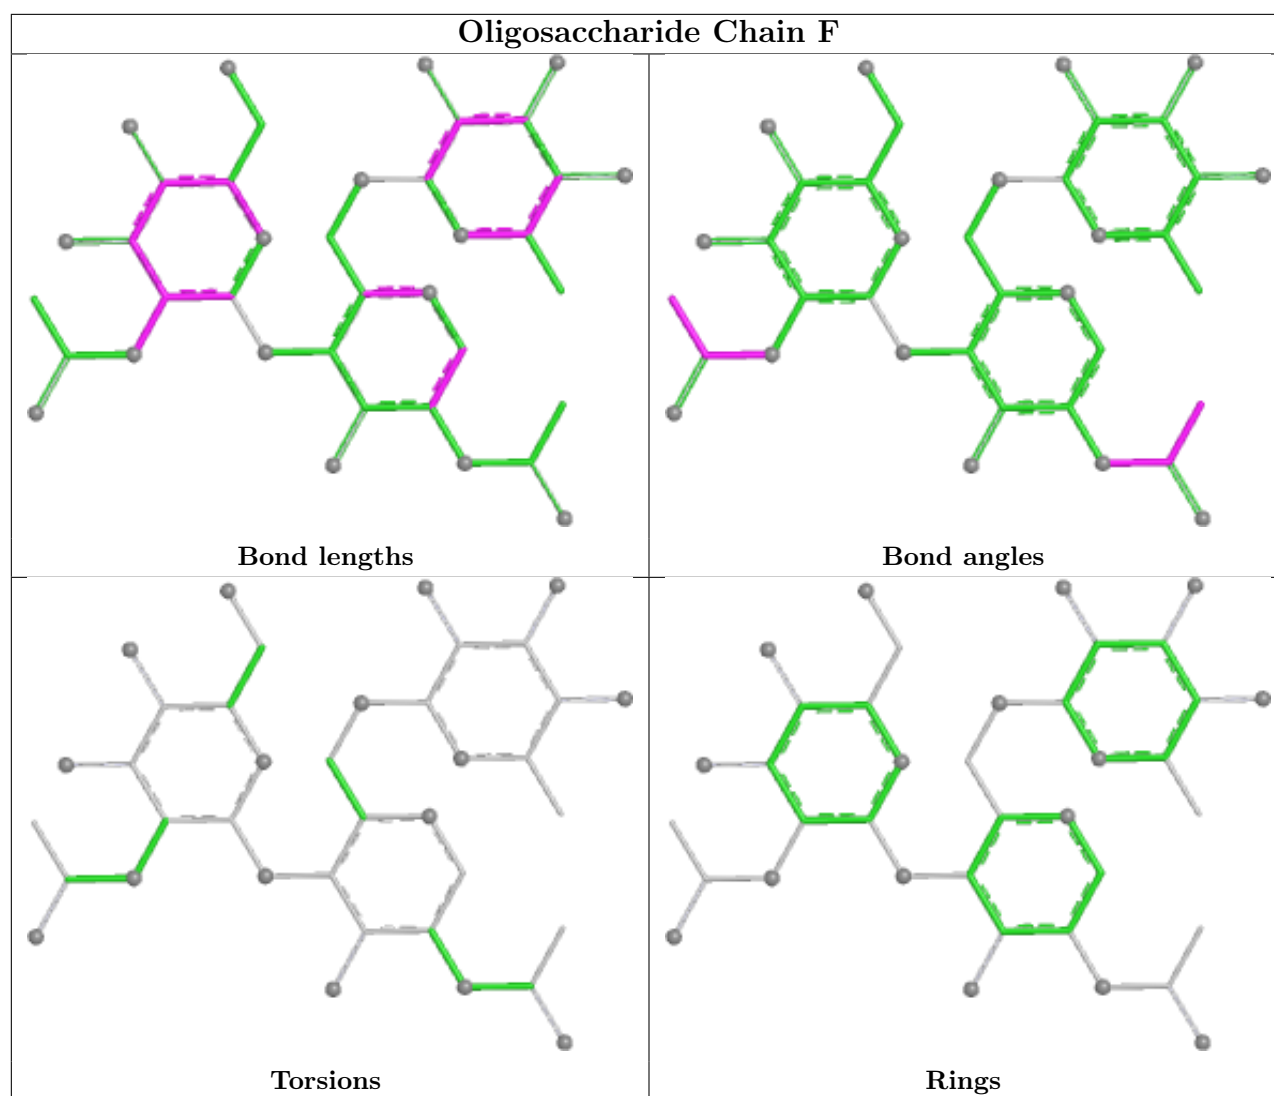 Oligosaccharide Chain F
Bond lengths
Bond angles
Torsions
Rings